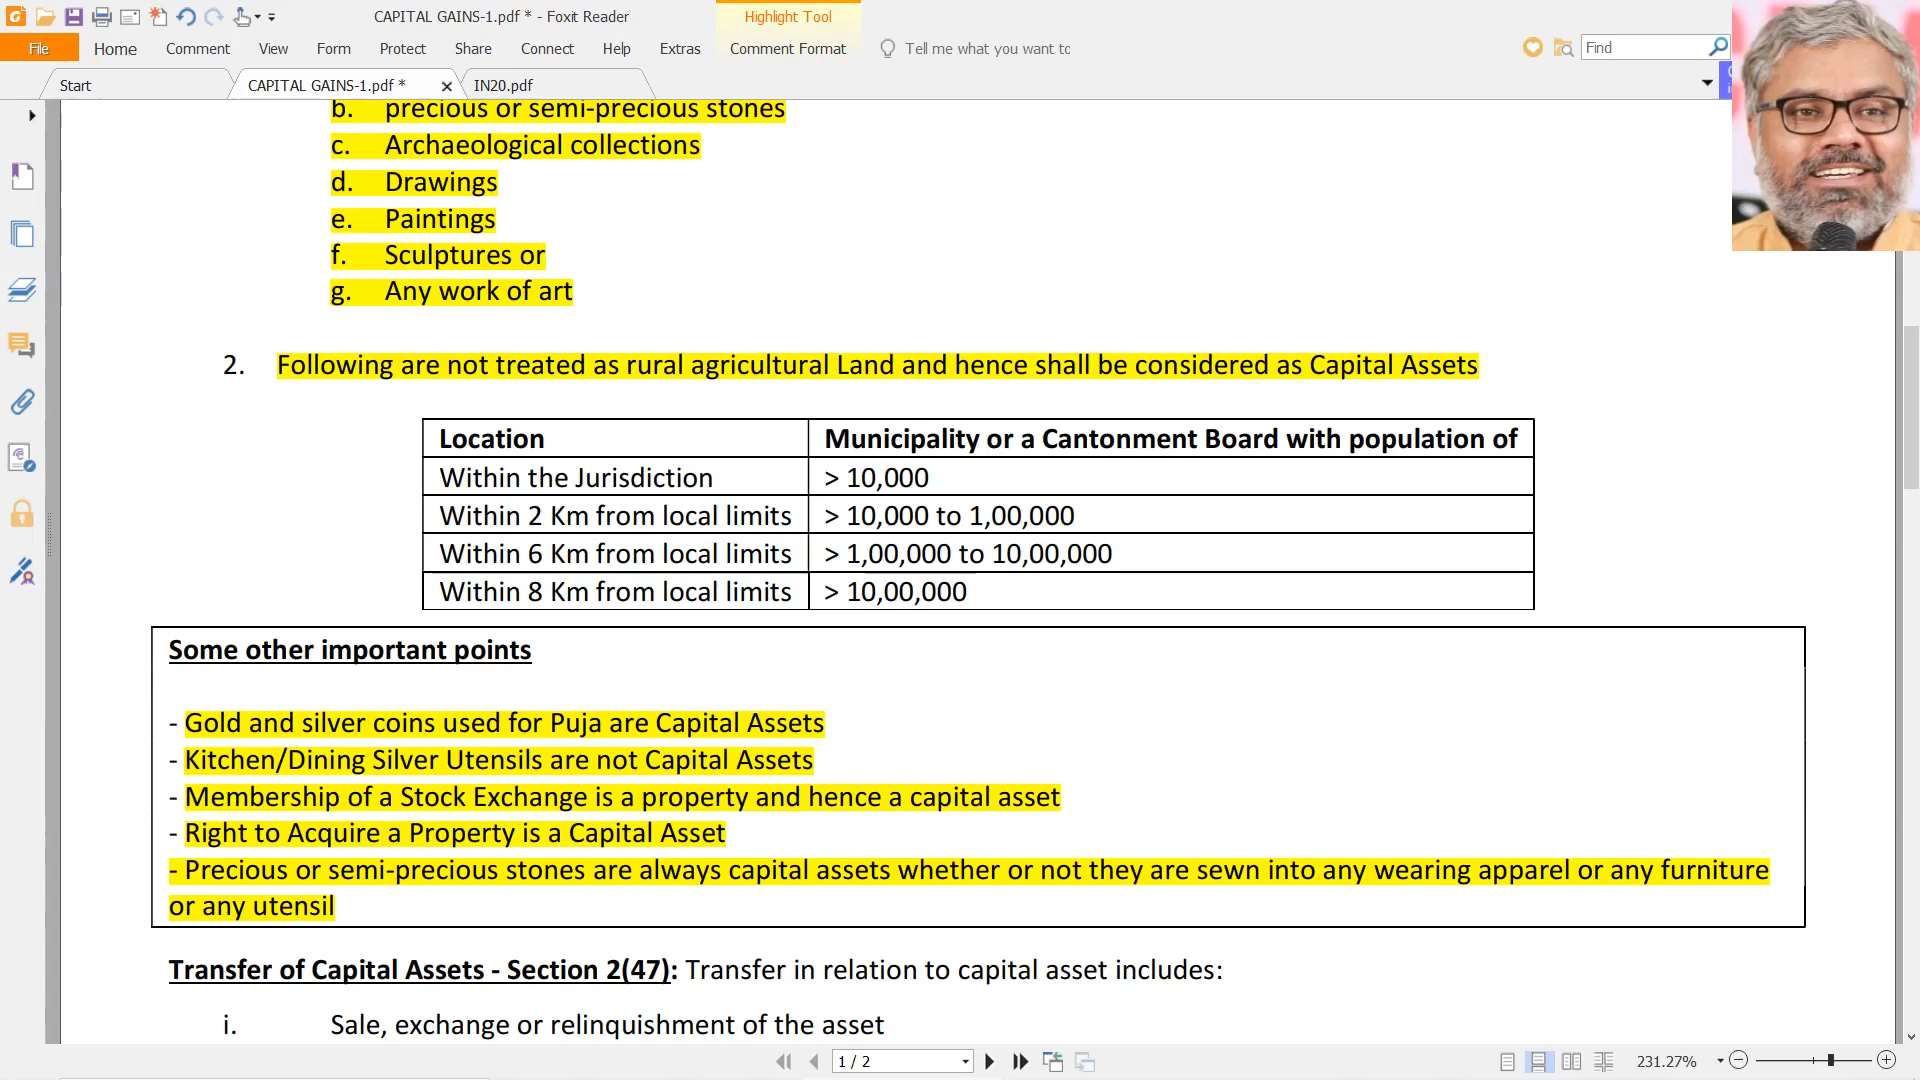 CAPITAL GAINS-1.pdf * - Foxit Reader
Highlight Tool
File Home Comment View Form Protect Share Connect Help Extras Comment Format Tell me what you want to Find
Start CAPITAL GAINS-1.pdf * IN20.pdf
b. precious or semi-precious stones
c. Archaeological collections
d. Drawings
e. Paintings
f. Sculptures or
g. Any work of art
2. Following are not treated as rural agricultural Land and hence shall be considered as Capital Assets
Location Municipality or a Cantonment Board with population of
Within the Jurisdiction > 10,000
Within 2 Km from local limits > 10,000 to 1,00,000
Within 6 Km from local limits > 1,00,000 to 10,00,000
Within 8 Km from local limits > 10,00,000
Some other important points
- Gold and silver coins used for Puja are Capital Assets
- Kitchen/Dining Silver Utensils are not Capital Assets
- Membership of a Stock Exchange is a property and hence a capital asset
- Right to Acquire a Property is a Capital Asset
- Precious or semi-precious stones are always capital assets whether or not they are sewn into any wearing apparel or any furniture
or any utensil
Transfer of Capital Assets - Section 2(47): Transfer in relation to capital asset includes:
i. Sale, exchange or relinquishment of the asset
1 / 2
231.27%